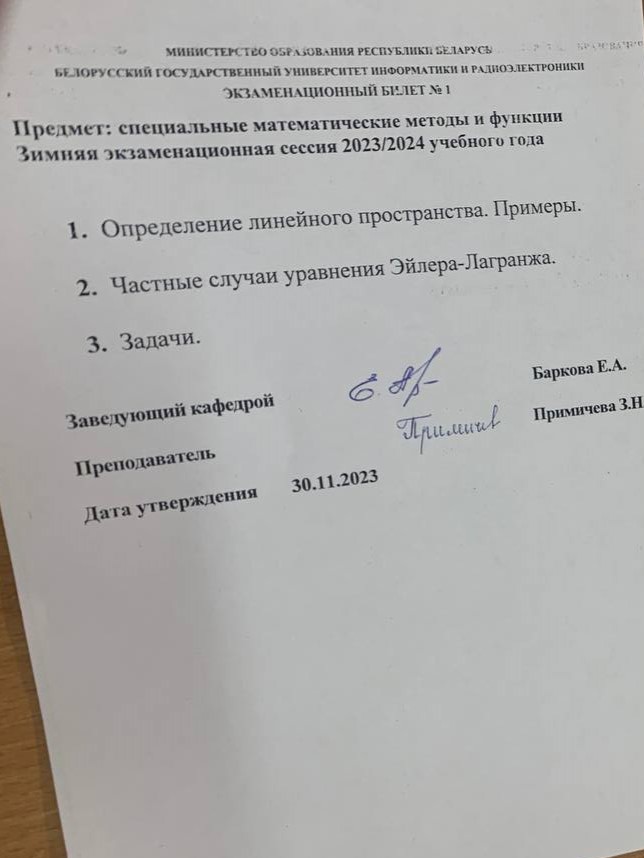 МИНИСТЕРСТВО ОБРАЗОВАНИЯ РЕСПУБЛИКИ БЕЛАРУСЬ
БЕЛОРУССКИЙ ГОСУДАРСТВЕННЫЙ УНИВЕРСИТЕТ ИНФОРМАТИКИ И РАДИОЭЛЕКТРОНИКИ
ЭКЗАМЕНАЦИОННЫЙ БИЛЕТ № 1
Предмет: специальные математические методы и функции
Зимняя экзаменационная сессия 2023/2024 учебного года
1. Определение линейного пространства. Примеры.
2. Частные случаи уравнения Эйлера-Лагранжа.
3. Задачи.
Заведующий кафедрой Баркова Е.А.
Преподаватель Примичева З.Н
Дата утверждения 30.11.2023